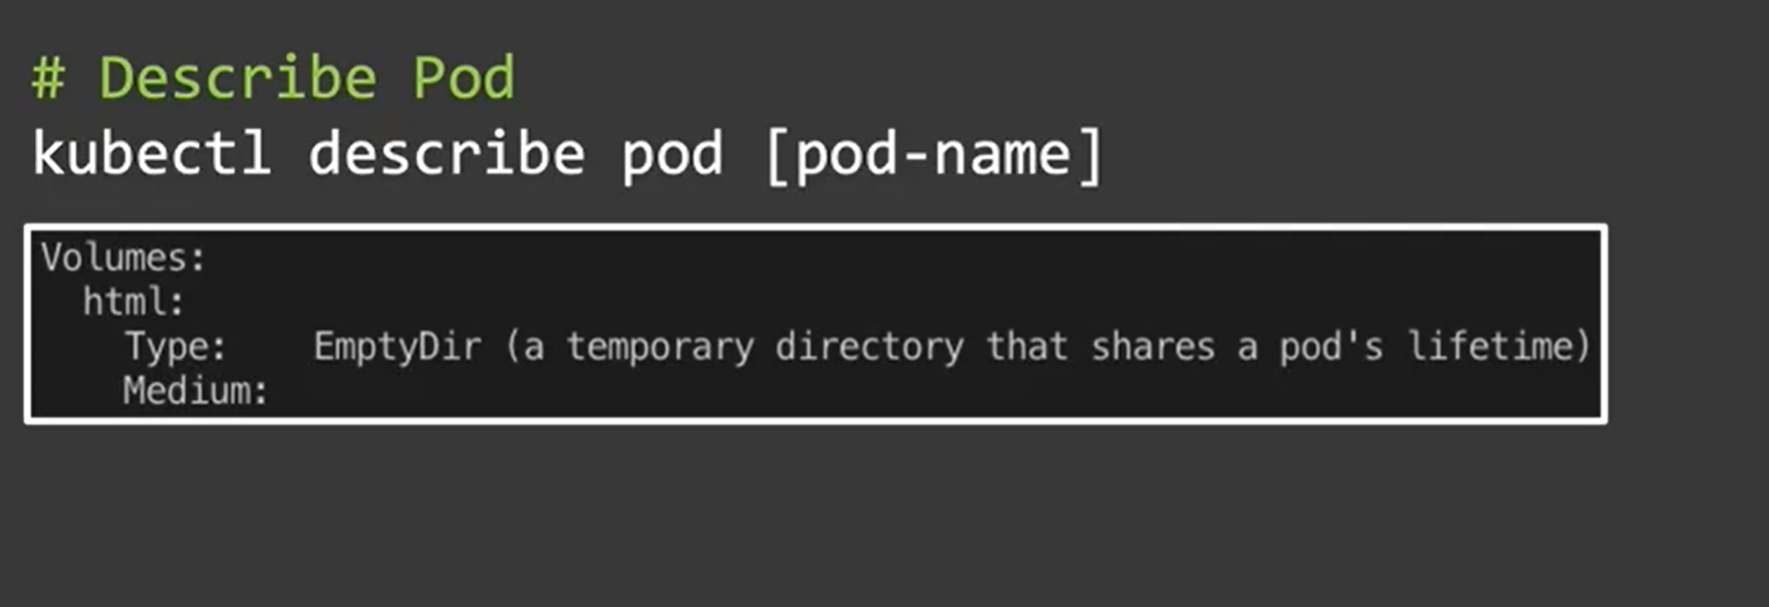 # Describe Pod
kubectl describe pod [pod-name]
Volumes:
  html:
    Type:    EmptyDir (a temporary directory that shares a pod's lifetime)
    Medium: